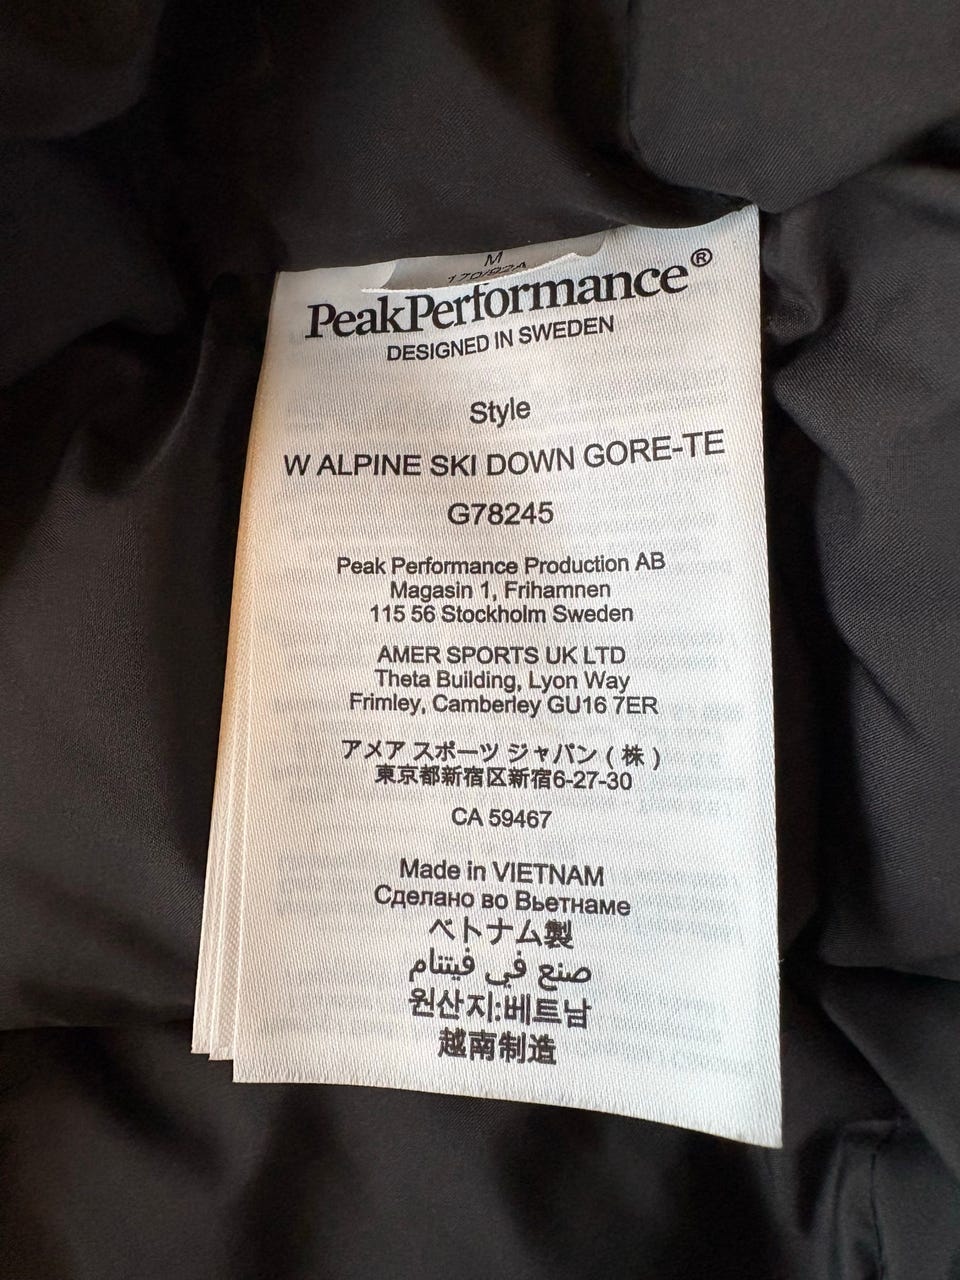 M
170/92A
PeakPerformance®
DESIGNED IN SWEDEN
Style
W ALPINE SKI DOWN GORE-TE
G78245
Peak Performance Production AB
Magasin 1, Frihamnen
115 56 Stockholm Sweden
AMER SPORTS UK LTD
Theta Building, Lyon Way
Frimley, Camberley GU16 7ER
アメア スポーツ ジャパン ( 株 )
東京都新宿区新宿6-27-30
CA 59467
Made in VIETNAM
Сделано во Вьетнаме
ベトナム製
صنع في فيتنام
원산지:베트남
越南制造